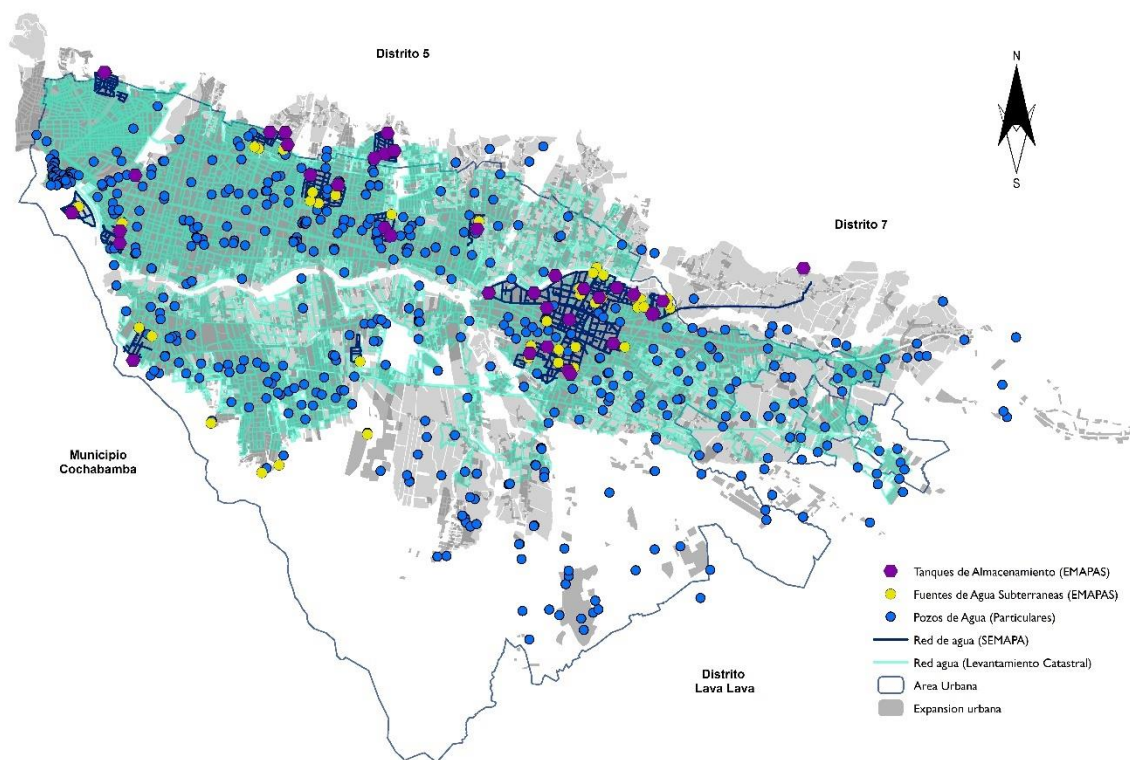 Distrito 5
N
S
Distrito 7
Municipio
Cochabamba
Distrito
Lava Lava
Tanques de Almacenamiento (EMAPAS)
Fuentes de Agua Subterraneas (EMAPAS)
Pozos de Agua (Particulares)
Red de agua (SEMAPA)
Red agua (Levantamiento Catastral)
Area Urbana
Expansion urbana